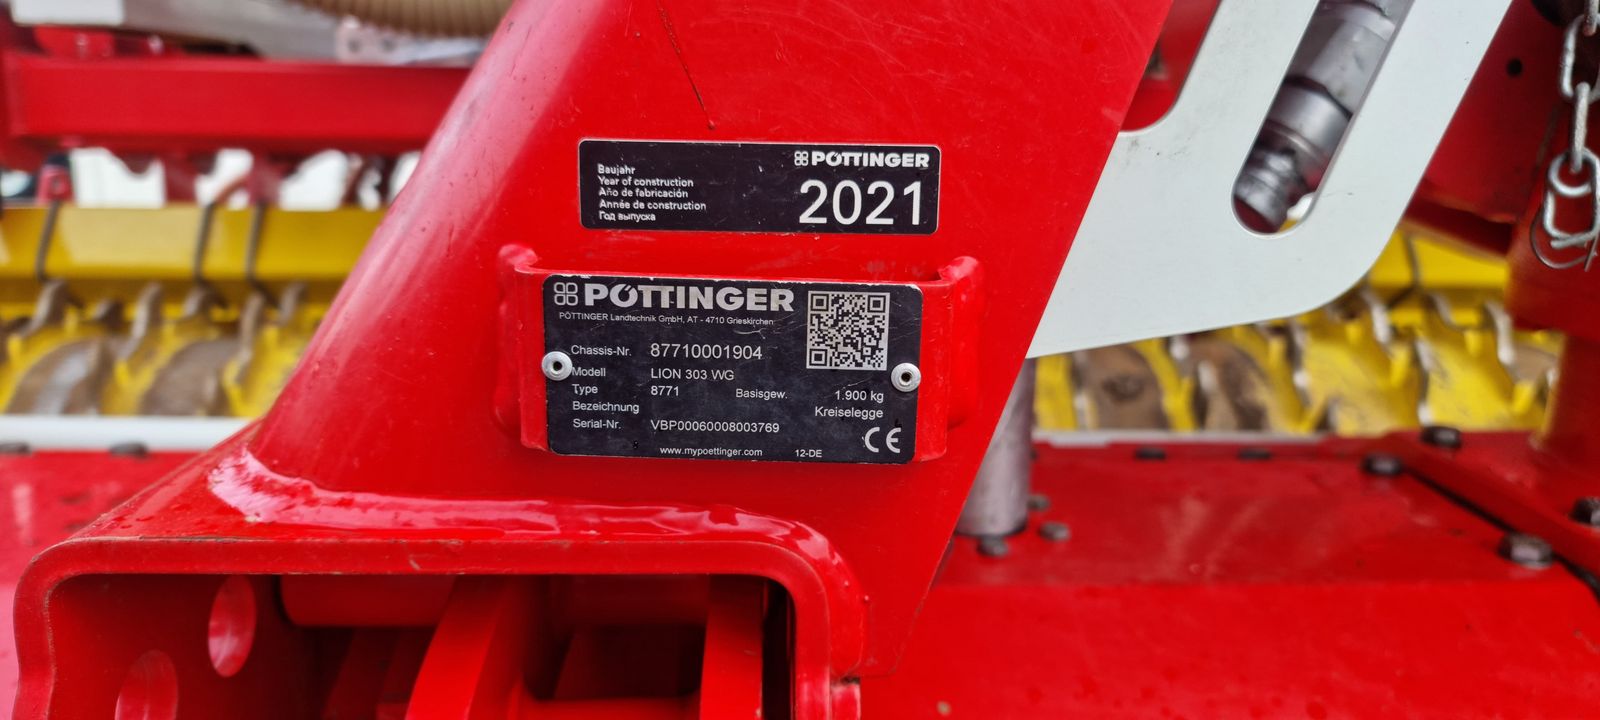 PÖTTINGER
Baujahr
Year of construction
Año de fabricación
Année de construction
Год выпуска
2021
PÖTTINGER
PÖTTINGER Landtechnik GmbH, AT - 4710 Grieskirchen
Chassis-Nr. 87710001904
Modell LION 303 WG
Type 8771 Basisgew. 1.900 kg
Bezeichnung Kreiselegge
Serial-Nr. VBP00060008003769
CE
www.mypoettinger.com 12-DE